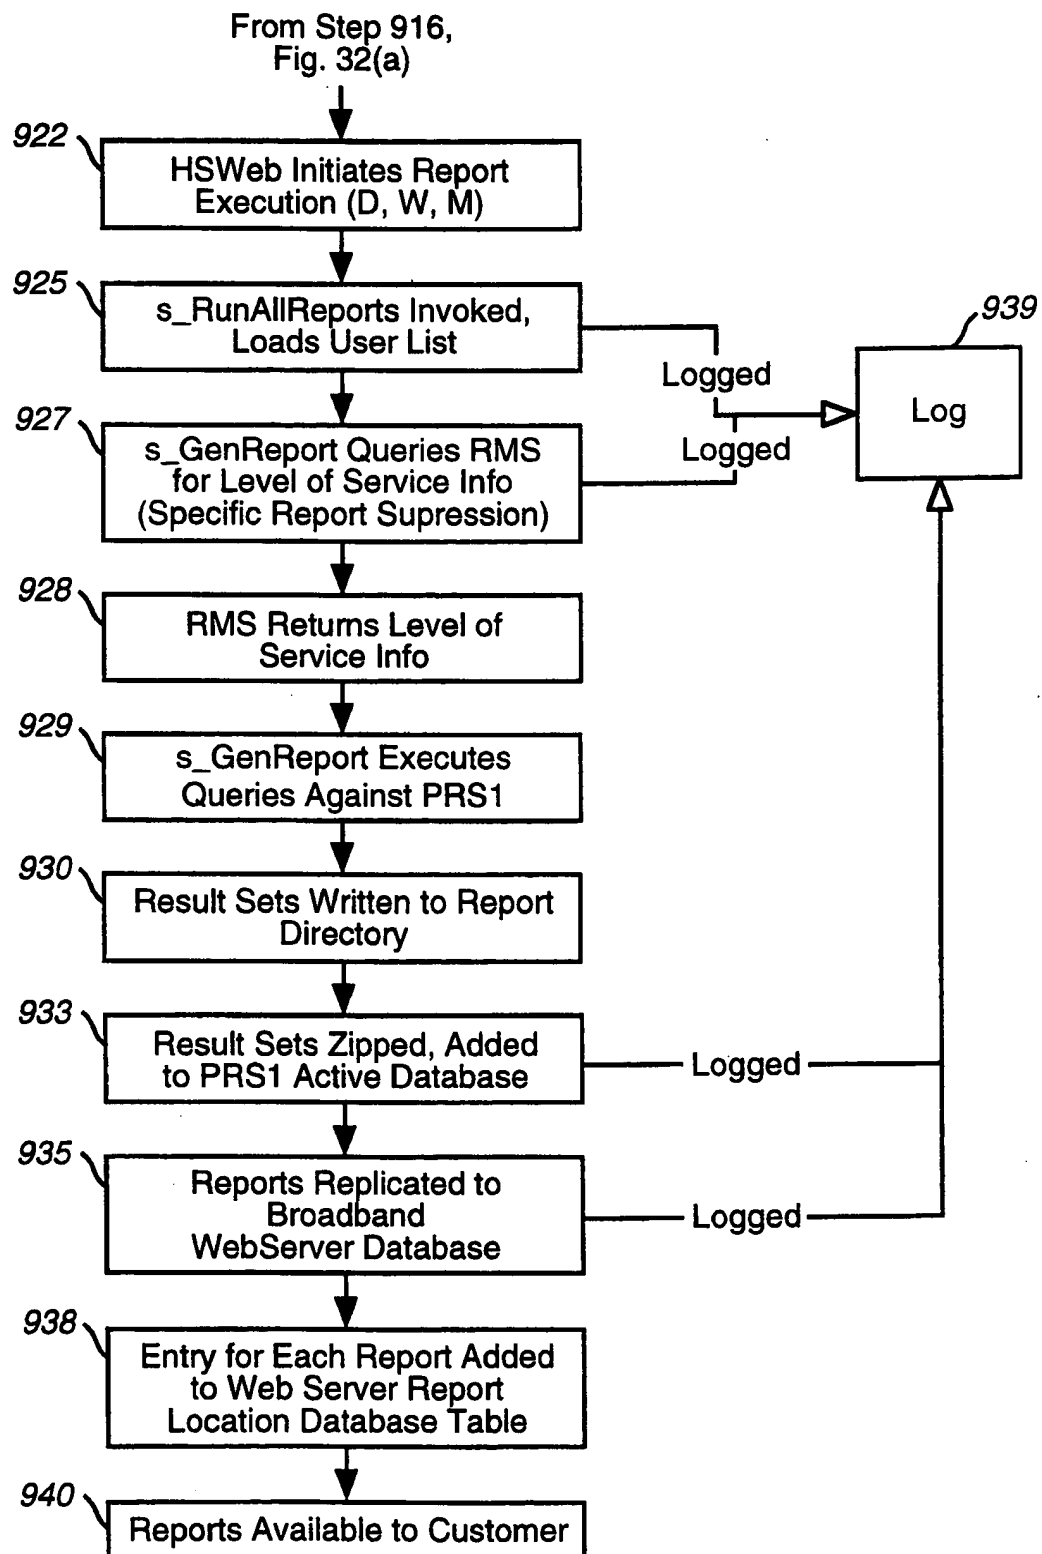 From Step 916,
Fig. 32(a)
922
HSWeb Initiates Report
Execution (D, W, M)
925
s_RunAllReports Invoked,
Loads User List
Logged
939
Log
927
s_GenReport Queries RMS
for Level of Service Info
(Specific Report Supression)
Logged
928
RMS Returns Level of
Service Info
929
s_GenReport Executes
Queries Against PRS1
930
Result Sets Written to Report
Directory
933
Result Sets Zipped, Added
to PRS1 Active Database
Logged
935
Reports Replicated to
Broadband
WebServer Database
Logged
938
Entry for Each Report Added
to Web Server Report
Location Database Table
940
Reports Available to Customer